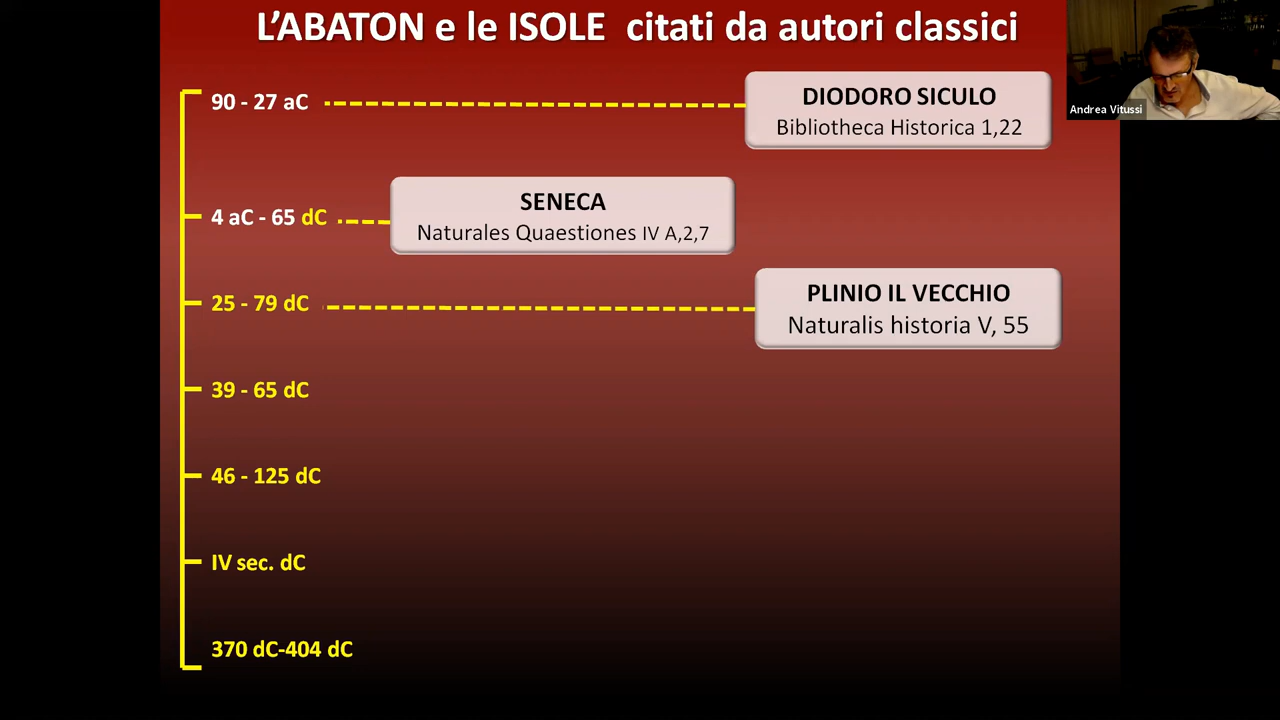 L'ABATON e le ISOLE citati da autori classici
Andrea Vitussi
90 - 27 aC
DIODORO SICULO
Bibliotheca Historica 1,22
4 aC - 65 dC
SENECA
Naturales Quaestiones IV A,2,7
25 - 79 dC
PLINIO IL VECCHIO
Naturalis historia V, 55
39 - 65 dC
46 - 125 dC
IV sec. dC
370 dC-404 dC